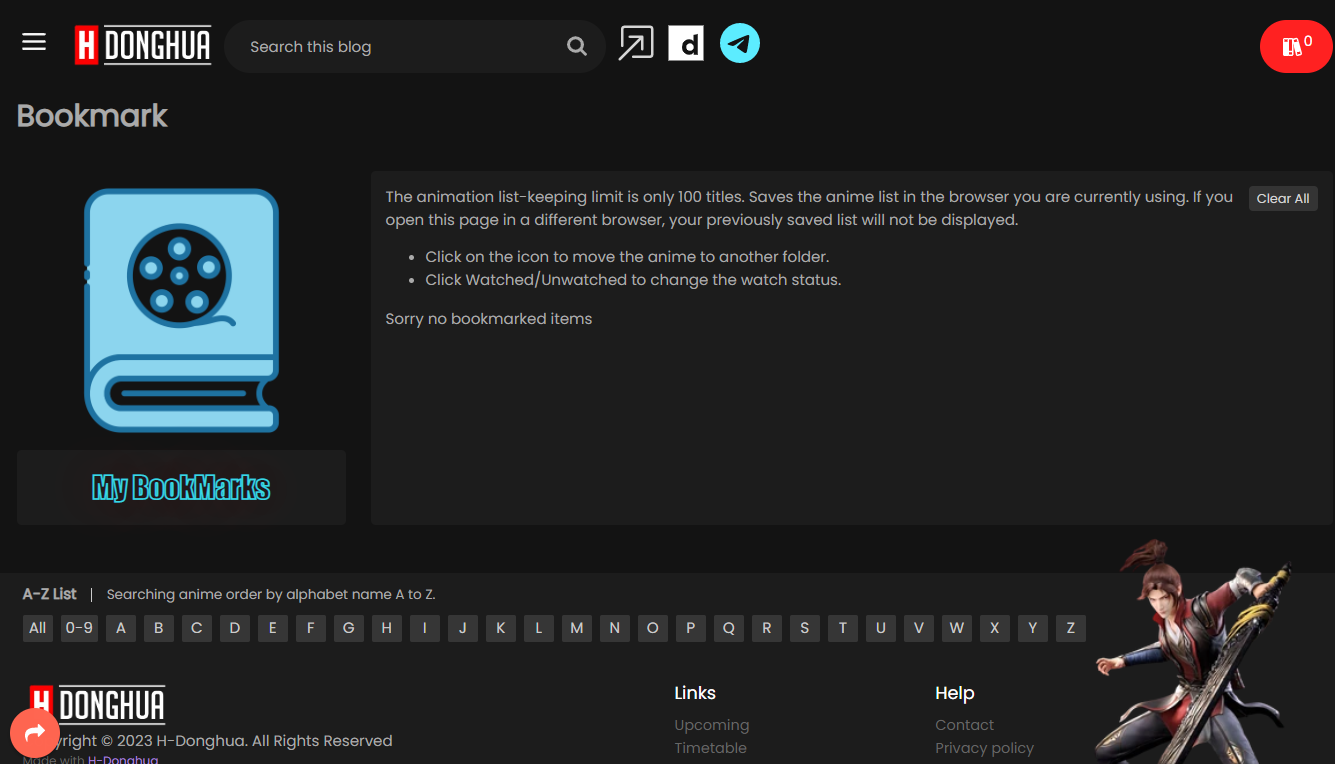 H DONGHUA
Search this blog
d
0
Bookmark
The animation list-keeping limit is only 100 titles. Saves the anime list in the browser you are currently using. If you
open this page in a different browser, your previously saved list will not be displayed.
Clear All
• Click on the icon to move the anime to another folder.
• Click Watched/Unwatched to change the watch status.
Sorry no bookmarked items
My BookMarks
A-Z List | Searching anime order by alphabet name A to Z.
All 0-9 A B C D E F G H I J K L M N O P Q R S T U V W X Y Z
H DONGHUA
yright © 2023 H-Donghua. All Rights Reserved
Made with H-Donghua
Links
Upcoming
Timetable
Help
Contact
Privacy policy